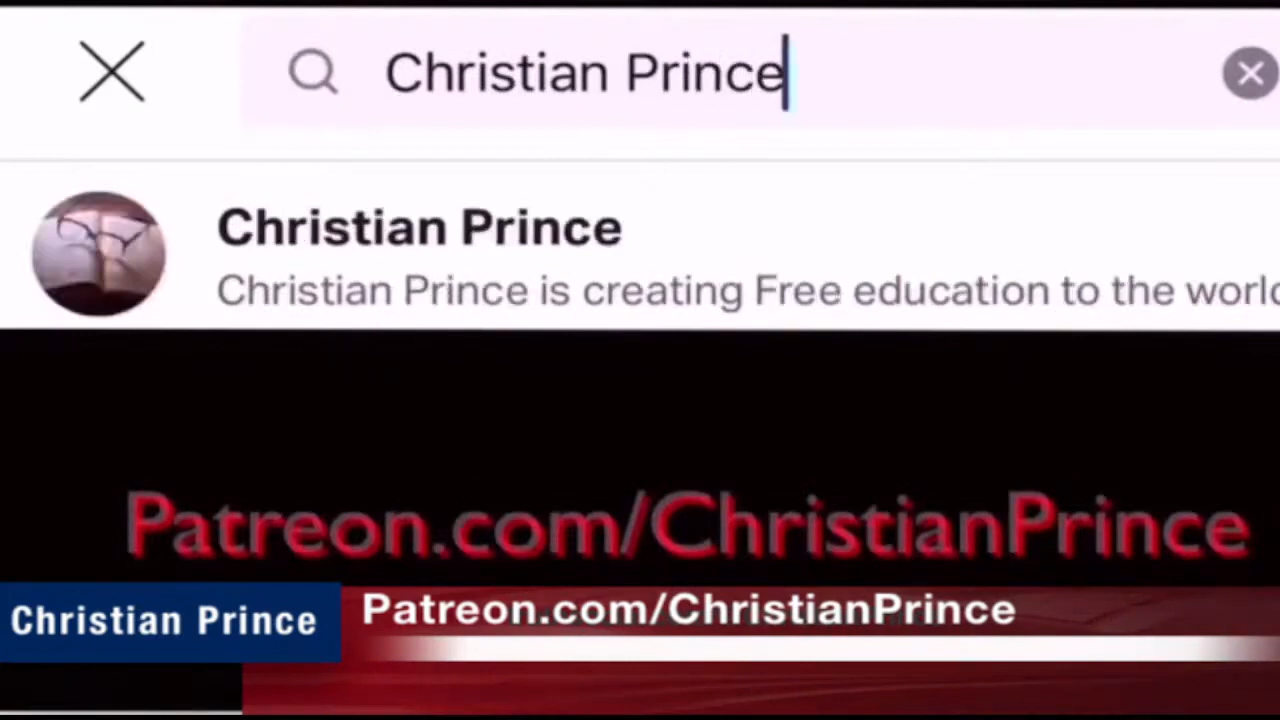 Christian Prince
Christian Prince
Christian Prince is creating Free education to the world
Patreon.com/ChristianPrince
Christian Prince
Patreon.com/ChristianPrince